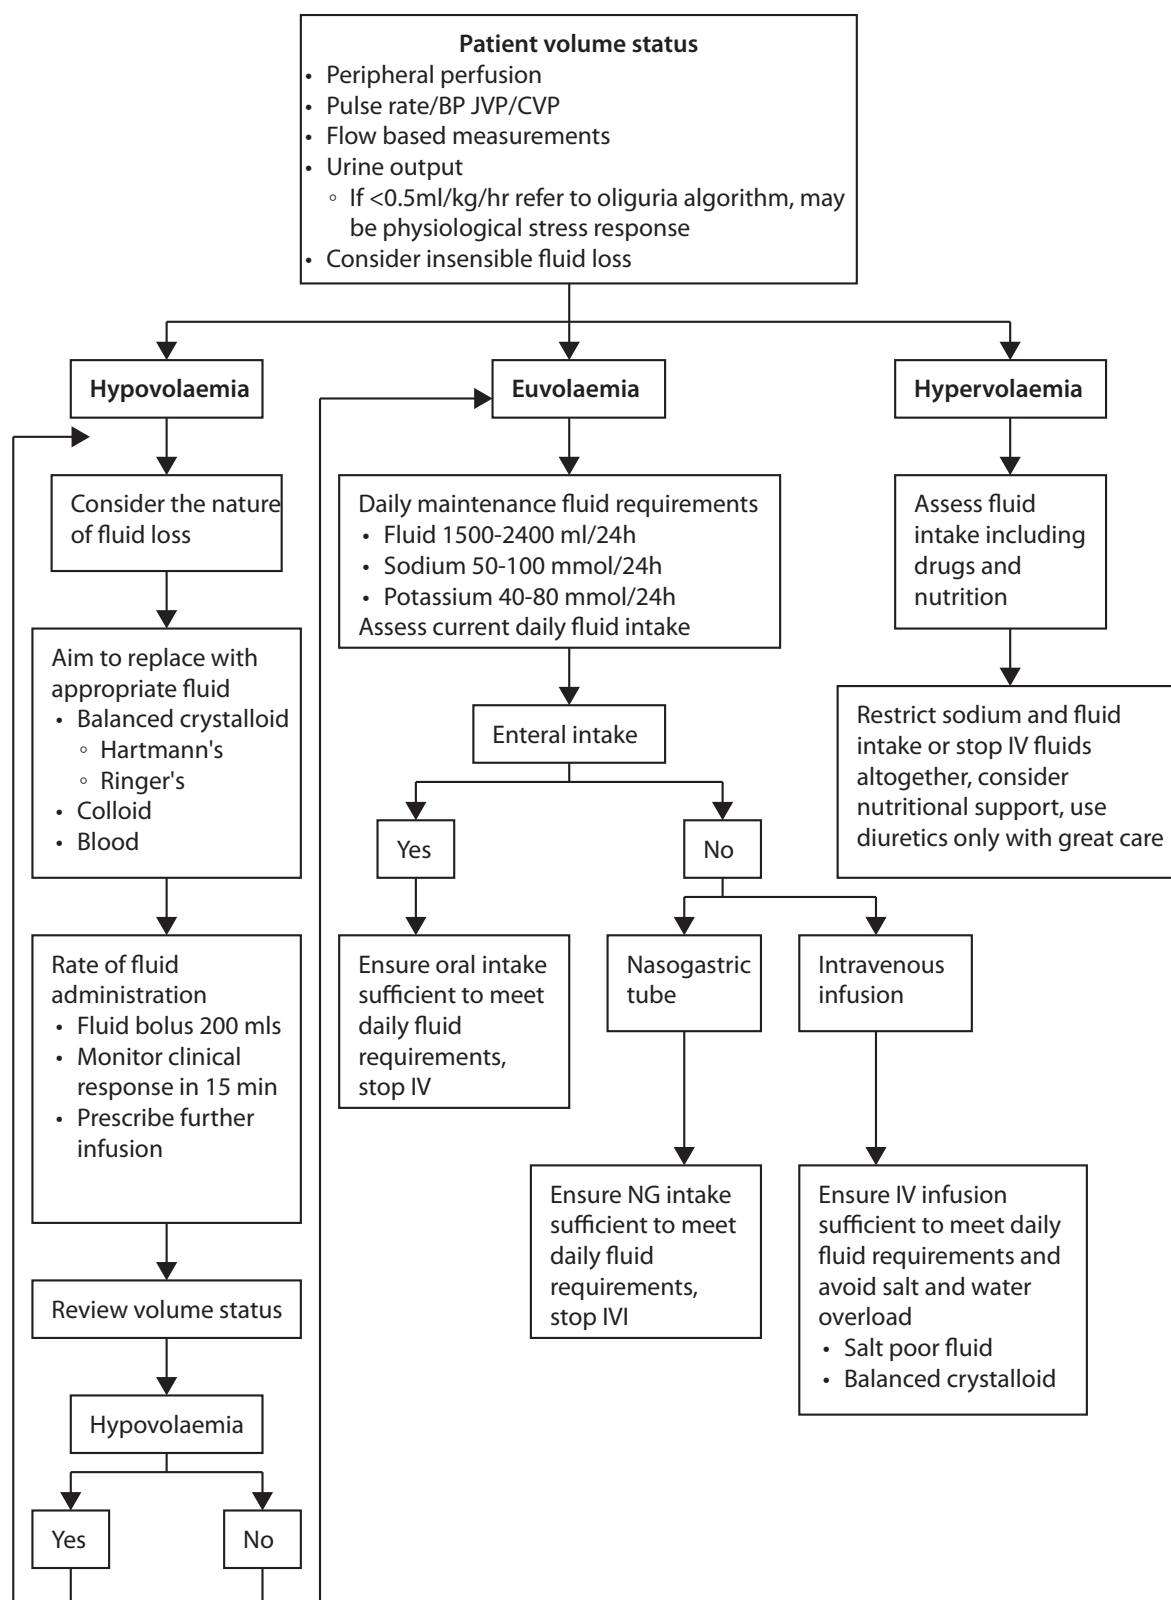 Patient volume status
• Peripheral perfusion
• Pulse rate/BP JVP/CVP
• Flow based measurements
• Urine output
◦ If <0.5ml/kg/hr refer to oliguria algorithm, may
be physiological stress response
• Consider insensible fluid loss
Hypovolaemia
Euvolaemia
Hypervolaemia
Consider the nature
of fluid loss
Aim to replace with
appropriate fluid
• Balanced crystalloid
◦ Hartmann's
◦ Ringer's
• Colloid
• Blood
Rate of fluid
administration
• Fluid bolus 200 mls
• Monitor clinical
response in 15 min
• Prescribe further
infusion
Review volume status
Hypovolaemia
Yes
No
Daily maintenance fluid requirements
• Fluid 1500-2400 ml/24h
• Sodium 50-100 mmol/24h
• Potassium 40-80 mmol/24h
Assess current daily fluid intake
Enteral intake
Yes
No
Ensure oral intake
sufficient to meet
daily fluid
requirements,
stop IV
Nasogastric
tube
Intravenous
infusion
Ensure NG intake
sufficient to meet
daily fluid
requirements,
stop IVI
Ensure IV infusion
sufficient to meet daily
fluid requirements and
avoid salt and water
overload
• Salt poor fluid
• Balanced crystalloid
Assess fluid
intake including
drugs and
nutrition
Restrict sodium and fluid
intake or stop IV fluids
altogether, consider
nutritional support, use
diuretics only with great care